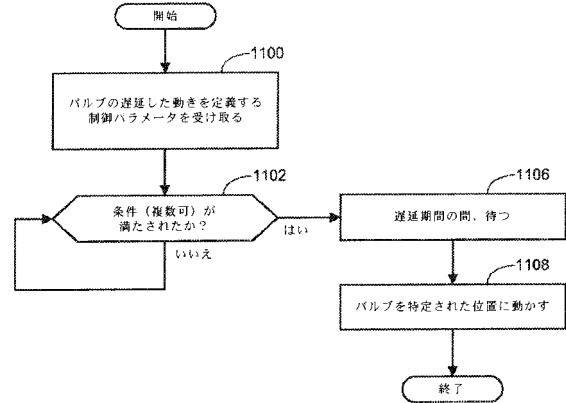 開始
1100
バルブの遅延した動きを定義する
制御パラメータを受け取る
1102
条件（複数可）が
満たされたか？
はい
いいえ
1106
遅延期間の間、待つ
1108
バルブを特定された位置に動かす
終了